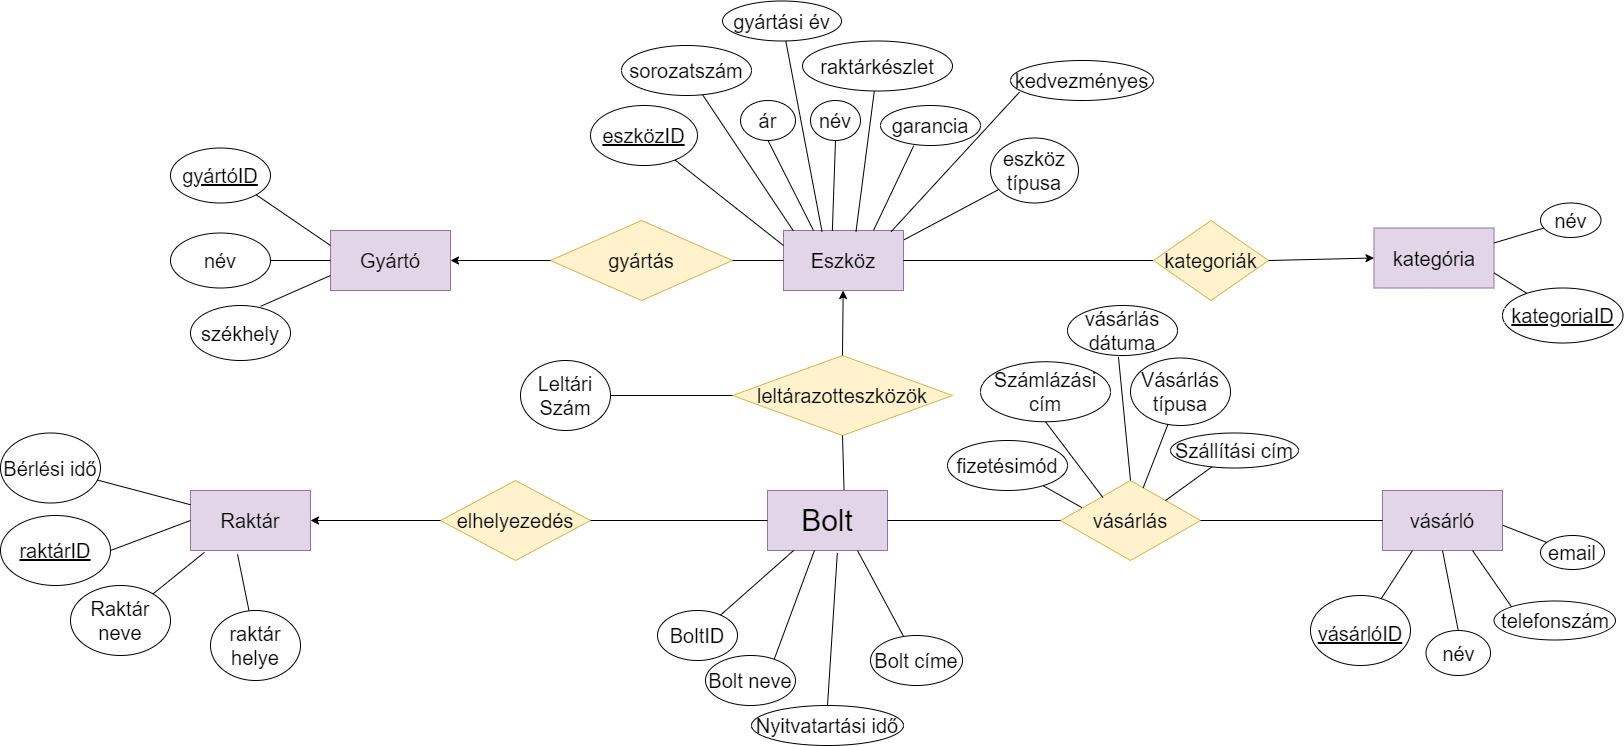 gyártási év
sorozatszám
raktárkészlet
kedvezményes
eszközID
ár
név
garancia
eszköz
típusa
gyártóID
név
székhely
Gyártó
gyártás
Eszköz
kategoriák
kategória
név
kategoriaID
Leltári
Szám
leltárazotteszközök
vásárlás
dátuma
Számlázási
cím
Vásárlás
típusa
fizetésimód
Szállítási cím
Bérlési idő
raktárID
Raktár
neve
raktár
helye
Raktár
elhelyezedés
Bolt
vásárlás
vásárló
email
BoltID
Bolt neve
Nyitvatartási idő
Bolt címe
vásárlóID
név
telefonszám